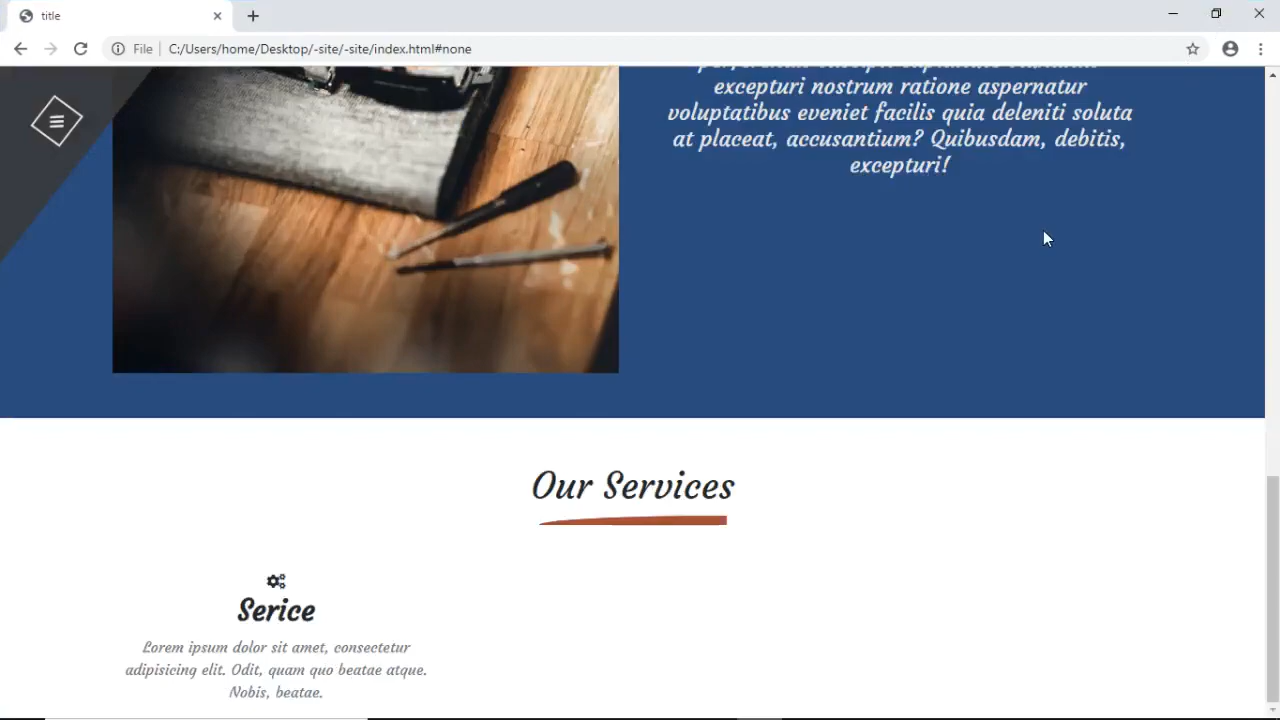 title
File
C:/Users/home/Desktop/-site/-site/index.html#none
excepturi nostrum ratione aspernatur
voluptatibus eveniet facilis quia deleniti soluta
at placeat, accusantium? Quibusdam, debitis,
excepturi!
Our Services
Serice
Lorem ipsum dolor sit amet, consectetur
adipisicing elit. Odit, quam quo beatae atque.
Nobis, beatae.